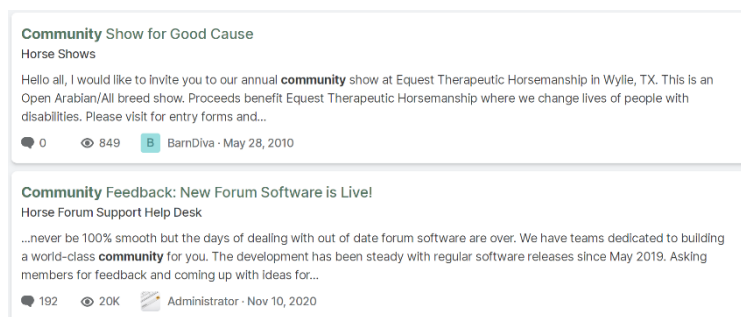 Community Show for Good Cause
Horse Shows
Hello all, I would like to invite you to our annual community show at Equest Therapeutic Horsemanship in Wylie, TX. This is an
Open Arabian/All breed show. Proceeds benefit Equest Therapeutic Horsemanship where we change lives of people with
disabilities. Please visit for entry forms and...
0 849 B BarnDiva · May 28, 2010
Community Feedback: New Forum Software is Live!
Horse Forum Support Help Desk
...never be 100% smooth but the days of dealing with out of date forum software are over. We have teams dedicated to building
a world-class community for you. The development has been steady with regular software releases since May 2019. Asking
members for feedback and coming up with ideas for...
192 20K Administrator · Nov 10, 2020